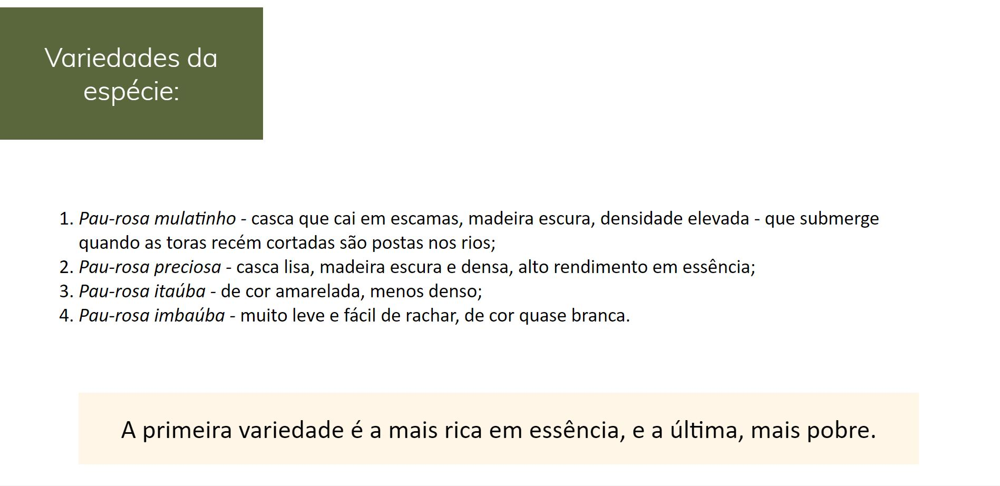 Variedades da
espécie:
1. Pau-rosa mulatinho - casca que cai em escamas, madeira escura, densidade elevada - que submerge
quando as toras recém cortadas são postas nos rios;
2. Pau-rosa preciosa - casca lisa, madeira escura e densa, alto rendimento em essência;
3. Pau-rosa itaúba - de cor amarelada, menos denso;
4. Pau-rosa imbaúba - muito leve e fácil de rachar, de cor quase branca.
A primeira variedade é a mais rica em essência, e a última, mais pobre.